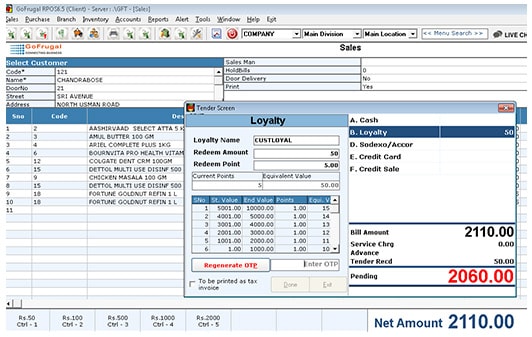 GoFrugal RPOS6.5 (Client) - Server : .\GFT - [Sales]
Sales Purchase Branch Inventory Accounts Reports Alert Tools Window Help Exit
COMPANY Main Division Main Location << Menu Search >> LIVE CH
GoFrugal Sales
Select Customer Sales Man
Code* 121 HoldBills 0
Name* CHANDRABOSE Door Delivery No
DoorNo 21 Print Yes
Street SRI AVENUE
Address NORTH USMAN ROAD
Tender Screen
Sno Code Des
1 2 AASHIRVAAD SELECT ATTA 5 K
2 3 AMUL BUTTER 100 GM
3 4 ARIEL COMPLETE PLUS 1KG
4 6 BOURNVITA PRO HEALTH VITAM
5 12 COLGATE DENT CRM 100GM
6 15 DETTOL MULTI USE DISINF 500
7 9 CHICKEN MASALA 100 GM
8 15 DETTOL MULTI USE DISINF 500
9 18 FORTUNE GOLDNUT REFIN 1 L
10 18 FORTUNE GOLDNUT REFIN 1 L
11
Loyalty
Loyalty Name CUSTLOYAL
Redeem Amount 50
Redeem Point 5.00
Current Points Equivalent Value
5 50.00
SNo St. Value End Value Points Equi. V
1 5001.00 10000.00 1.00 15
2 4001.00 5000.00 1.00 14
3 3001.00 4000.00 1.00 13
4 2001.00 3000.00 1.00 12
5 1001.00 2000.00 1.00 11
6 1.00 1000.00 1.00 10
Regenerate OTP Enter OTP
To be printed as tax invoice Done Exit
A. Cash
B. Loyalty 50
D. Sodexo/Accor
E. Credit Card
F. Credit Sale
Bill Amount 2110.00
Service Chrg 0.00
Advance
Tender Recd 50.00
Pending 2060.00
Rs.50 Rs.100 Rs.500 Rs.1000 Rs.2000
Ctrl - 1 Ctrl - 2 Ctrl - 3 Ctrl - 4 Ctrl - 5
Net Amount 2110.00